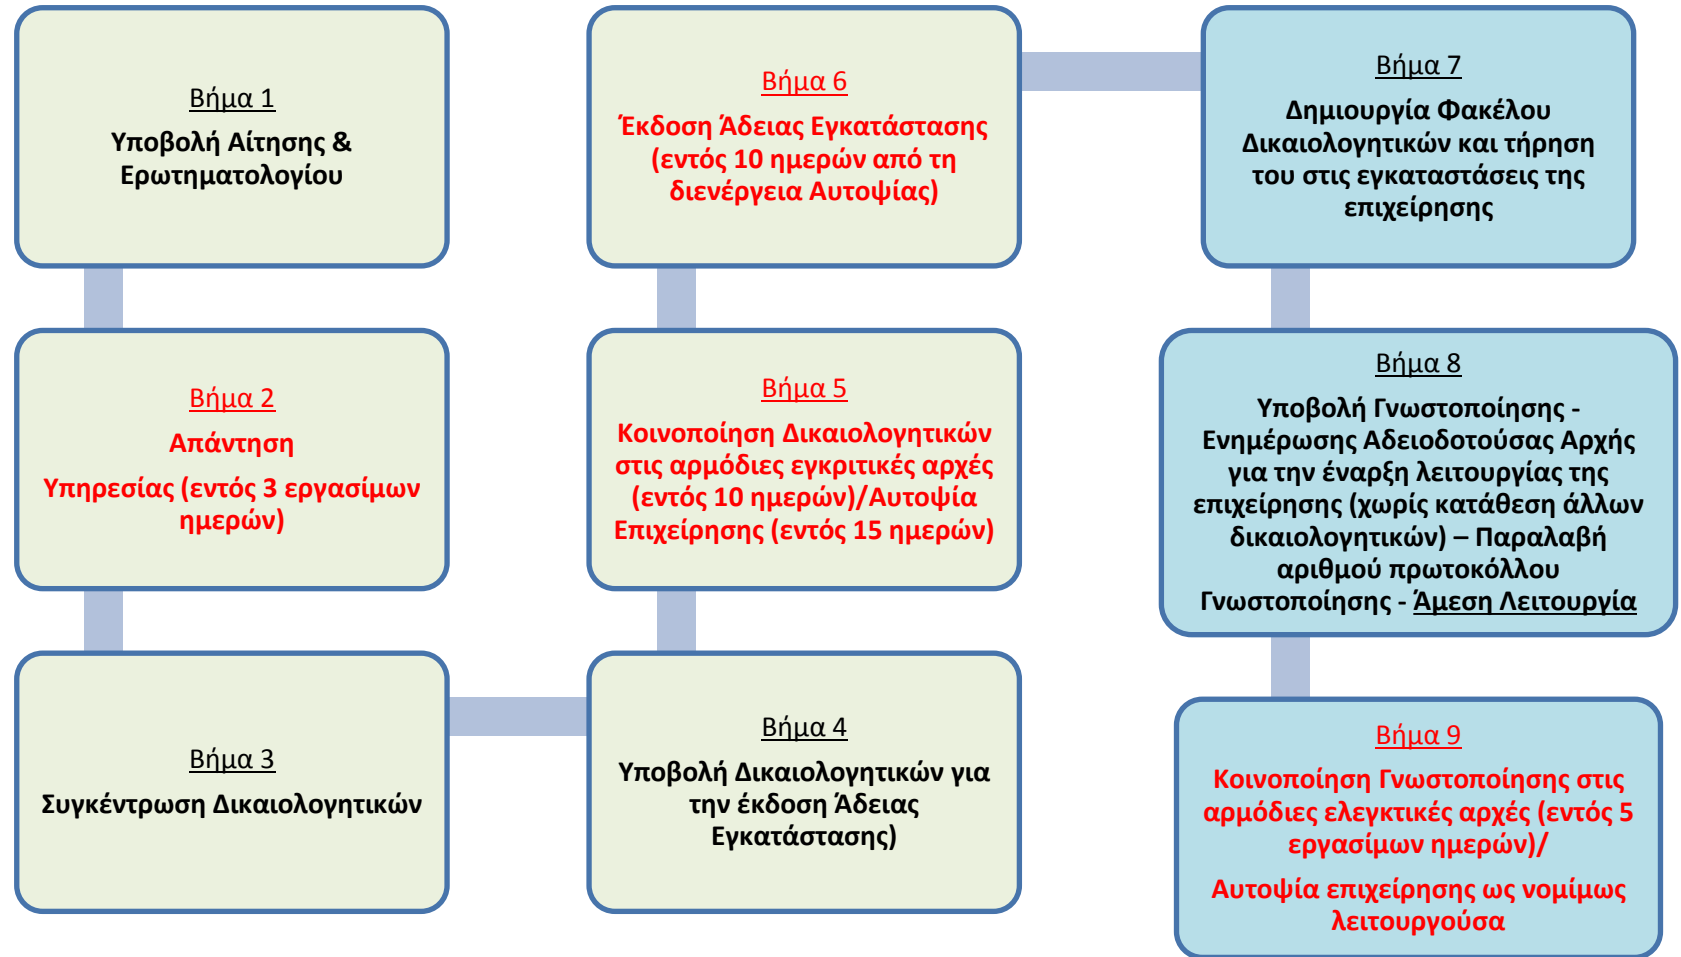 Βήμα 1
Υποβολή Αίτησης &
Ερωτηματολογίου
Βήμα 2
Απάντηση
Υπηρεσίας (εντός 3 εργασίμων
ημερών)
Βήμα 3
Συγκέντρωση Δικαιολογητικών
Βήμα 4
Υποβολή Δικαιολογητικών για
την έκδοση Άδειας
Εγκατάστασης)
Βήμα 5
Κοινοποίηση Δικαιολογητικών
στις αρμόδιες εγκριτικές αρχές
(εντός 10 ημερών)/Αυτοψία
Επιχείρησης (εντός 15 ημερών)
Βήμα 6
Έκδοση Άδειας Εγκατάστασης
(εντός 10 ημερών από τη
διενέργεια Αυτοψίας)
Βήμα 7
Δημιουργία Φακέλου
Δικαιολογητικών και τήρηση
του στις εγκαταστάσεις της
επιχείρησης
Βήμα 8
Υποβολή Γνωστοποίησης -
Ενημέρωσης Αδειοδοτούσας Αρχής
για την έναρξη λειτουργίας της
επιχείρησης (χωρίς κατάθεση άλλων
δικαιολογητικών) – Παραλαβή
αριθμού πρωτοκόλλου
Γνωστοποίησης - Άμεση Λειτουργία
Βήμα 9
Κοινοποίηση Γνωστοποίησης στις
αρμόδιες ελεγκτικές αρχές (εντός 5
εργασίμων ημερών)/
Αυτοψία επιχείρησης ως νομίμως
λειτουργούσα